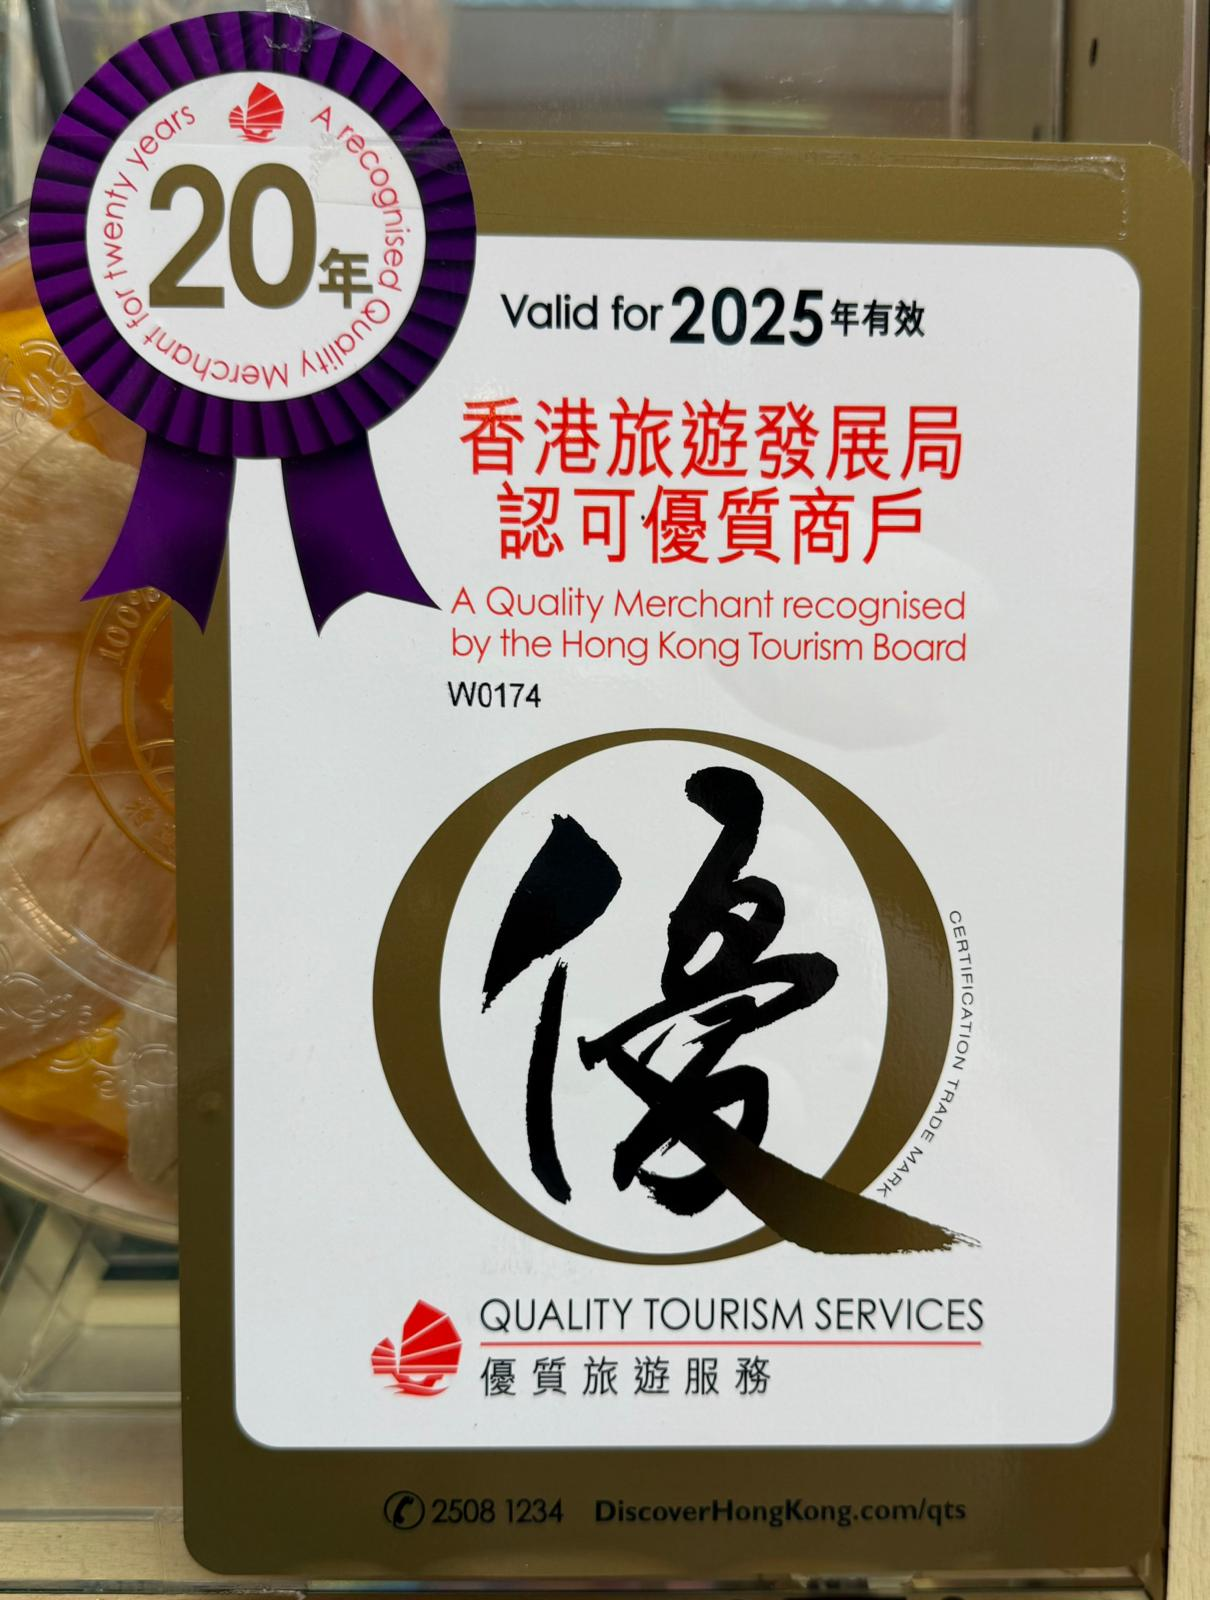 A recognised Quality Merchant for twenty years
20年
Valid for 2025年有效
香港旅遊發展局
認可優質商戶
A Quality Merchant recognised
by the Hong Kong Tourism Board
W0174
優
CERTIFICATION TRADE MARK
QUALITY TOURISM SERVICES
優質旅遊服務
2508 1234 DiscoverHongKong.com/qts
100%